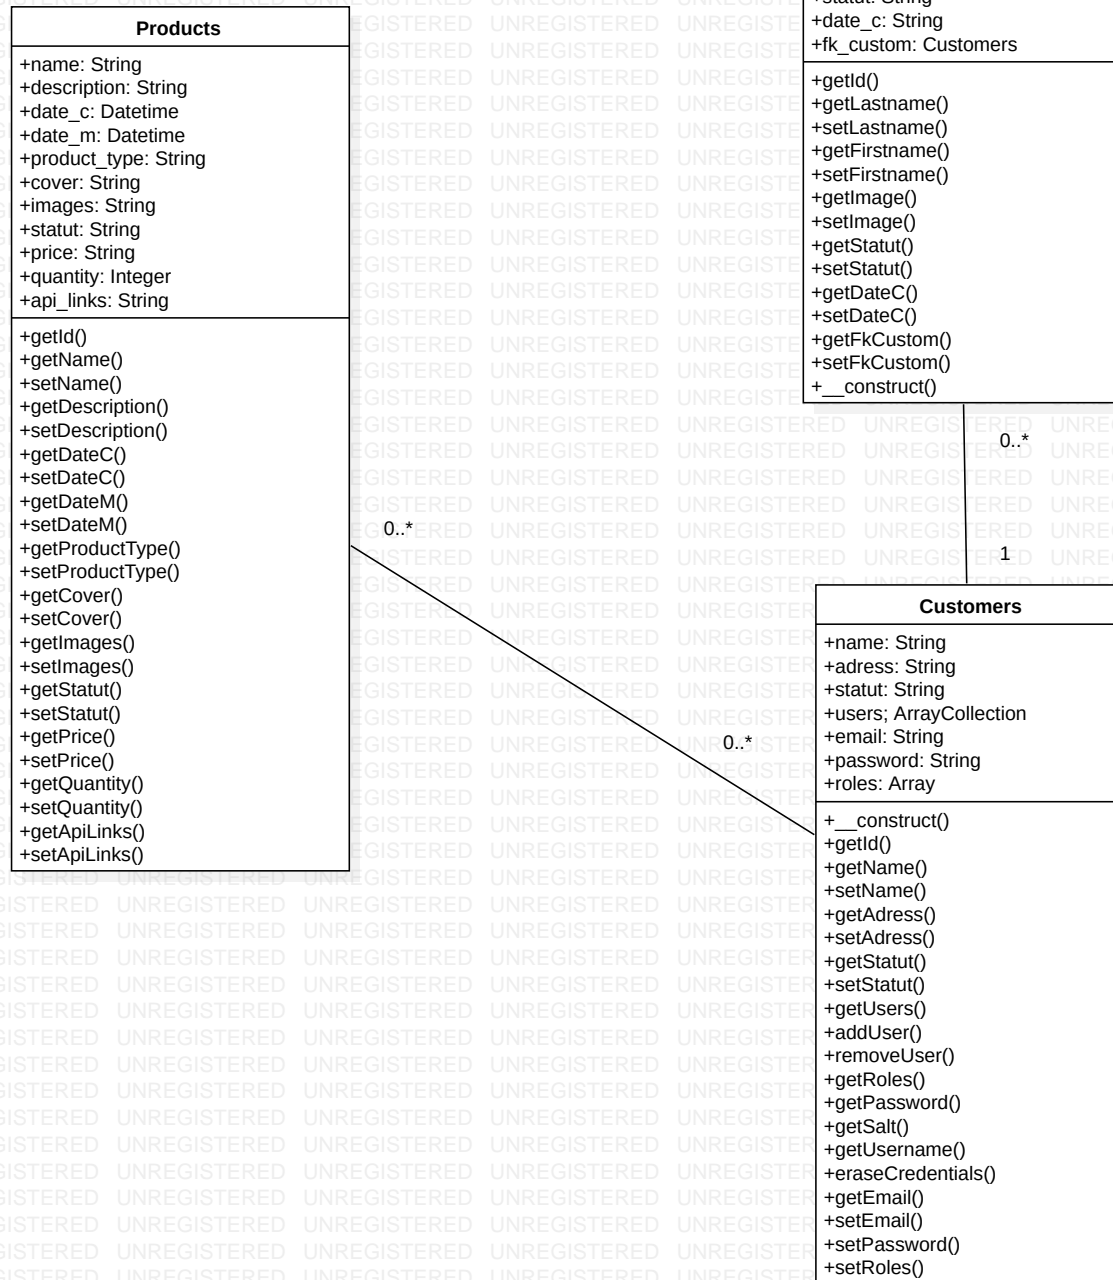 Products
+name: String
+description: String
+date_c: Datetime
+date_m: Datetime
+product_type: String
+cover: String
+images: String
+statut: String
+price: String
+quantity: Integer
+api_links: String
+getId()
+getName()
+setName()
+getDescription()
+setDescription()
+getDateC()
+setDateC()
+getDateM()
+setDateM()
+getProductType()
+setProductType()
+getCover()
+setCover()
+getImages()
+setImages()
+getStatut()
+setStatut()
+getPrice()
+setPrice()
+getQuantity()
+setQuantity()
+getApiLinks()
+setApiLinks()
0..*
0..*
+statut: String
+date_c: String
+fk_custom: Customers
+getId()
+getLastname()
+setLastname()
+getFirstname()
+setFirstname()
+getImage()
+setImage()
+getStatut()
+setStatut()
+getDateC()
+setDateC()
+getFkCustom()
+setFkCustom()
+__construct()
0..*
1
Customers
+name: String
+adress: String
+statut: String
+users; ArrayCollection
+email: String
+password: String
+roles: Array
+__construct()
+getId()
+getName()
+setName()
+getAdress()
+setAdress()
+getStatut()
+setStatut()
+getUsers()
+addUser()
+removeUser()
+getRoles()
+getPassword()
+getSalt()
+getUsername()
+eraseCredentials()
+getEmail()
+setEmail()
+setPassword()
+setRoles()
UNREGISTERED